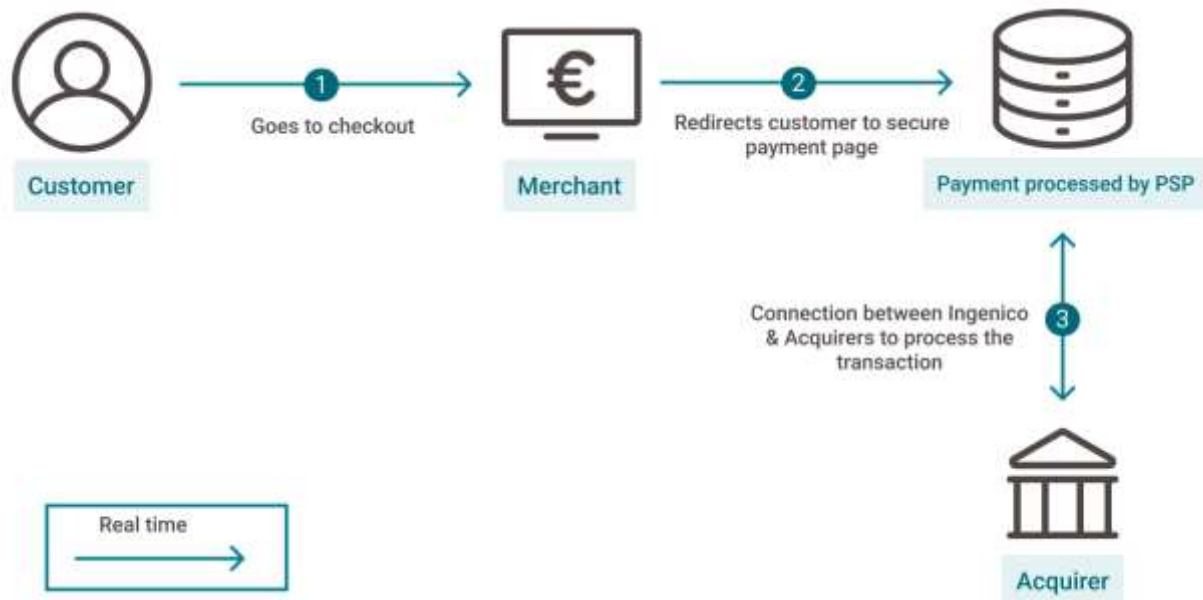 1
Goes to checkout
€
2
Redirects customer to secure
payment page
Customer
Merchant
Payment processed by PSP
Connection between Ingenico
& Acquirers to process the
transaction
3
Real time
Acquirer